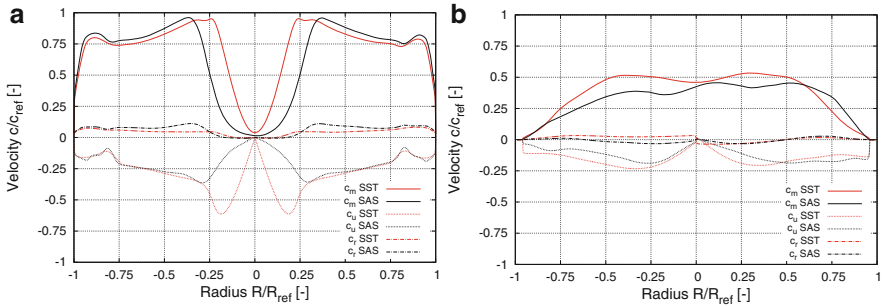 a
Velocity c/c_ref [-]
1
0.75
0.5
0.25
0
-0.25
-0.5
-0.75
-1
c_m SST
c_m SAS
c_u SST
c_u SAS
c_r SST
c_r SAS
-1 -0.75 -0.5 -0.25 0 0.25 0.5 0.75 1
Radius R/R_ref [-]
b
Velocity c/c_ref [-]
1
0.75
0.5
0.25
0
-0.25
-0.5
-0.75
-1
c_m SST
c_m SAS
c_u SST
c_u SAS
c_r SST
c_r SAS
-1 -0.75 -0.5 -0.25 0 0.25 0.5 0.75 1
Radius R/R_ref [-]